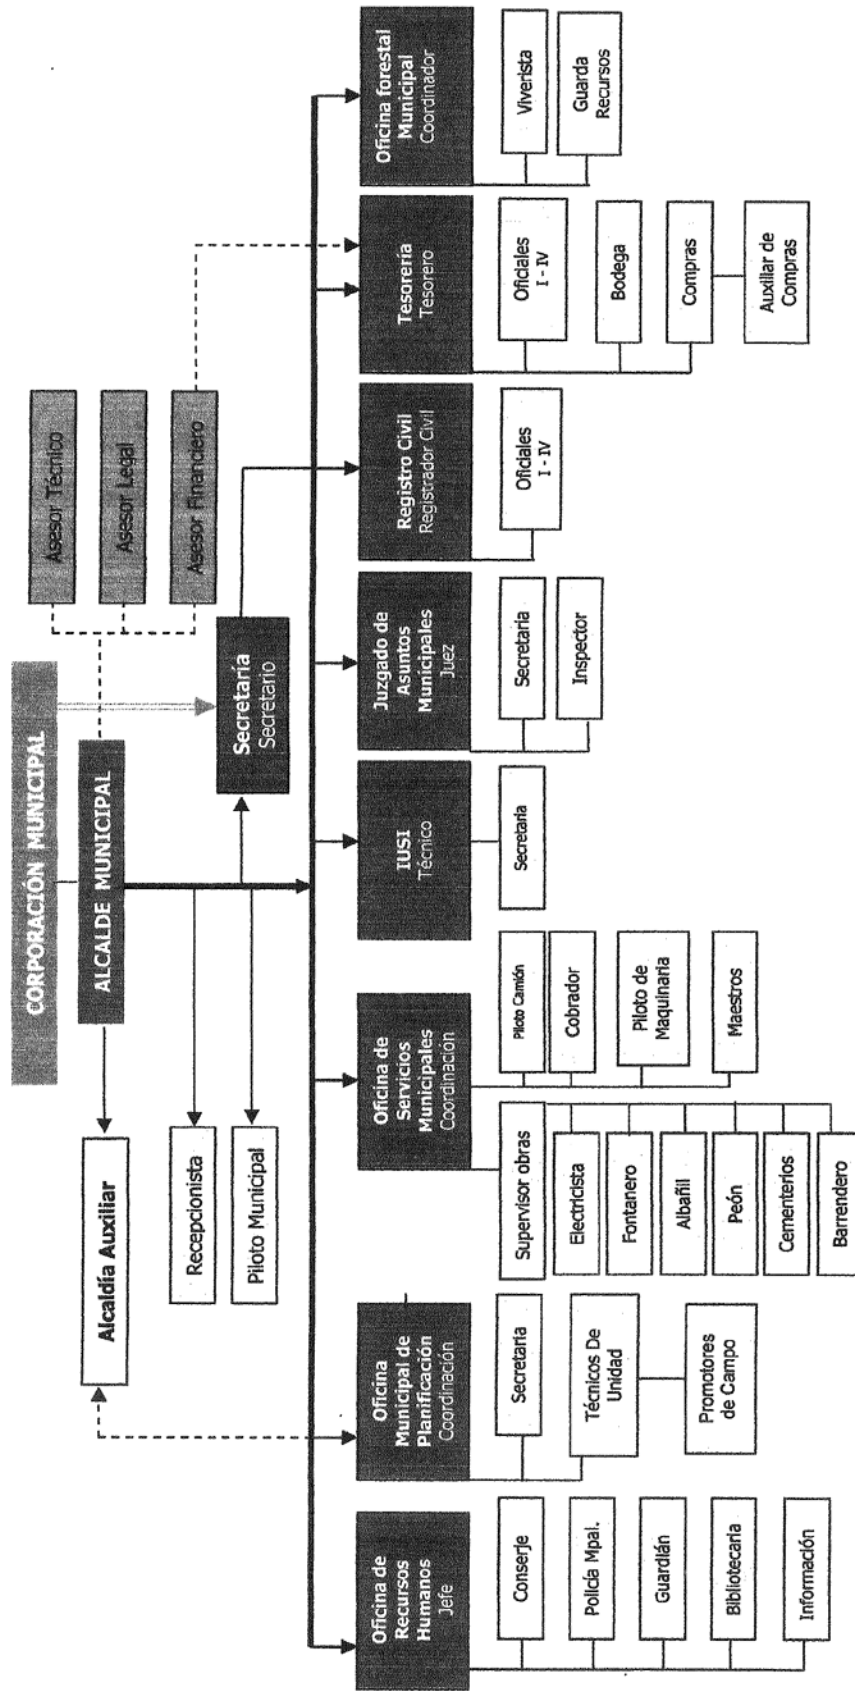 CORPORACIÓN MUNICIPAL
ALCALDE MUNICIPAL
Asesor Técnico
Asesor Legal
Asesor Financiero
Alcaldía Auxiliar
Recepcionista
Piloto Municipal
Secretaría
Secretario
Oficina de
Recursos
Humanos
Jefe
Conserje
Policía Mpal.
Guardián
Bibliotecaria
Información
Oficina
Municipal de
Planificación
Coordinación
Secretaria
Técnicos De
Unidad
Promotores
de Campo
Oficina de
Servicios
Municipales
Coordinación
Supervisor obras
Electricista
Fontanero
Albañil
Peón
Cementerios
Barrendero
Piloto Camión
Cobrador
Piloto de
Maquinaria
Maestros
IUSI
Técnico
Secretaria
Juzgado de
Asuntos
Municipales
Juez
Secretaria
Inspector
Registro Civil
Registrador Civil
Oficiales
I - IV
Tesorería
Tesorero
Oficiales
I - IV
Bodega
Compras
Auxiliar de
Compras
Oficina forestal
Municipal
Coordinador
Viverista
Guarda
Recursos